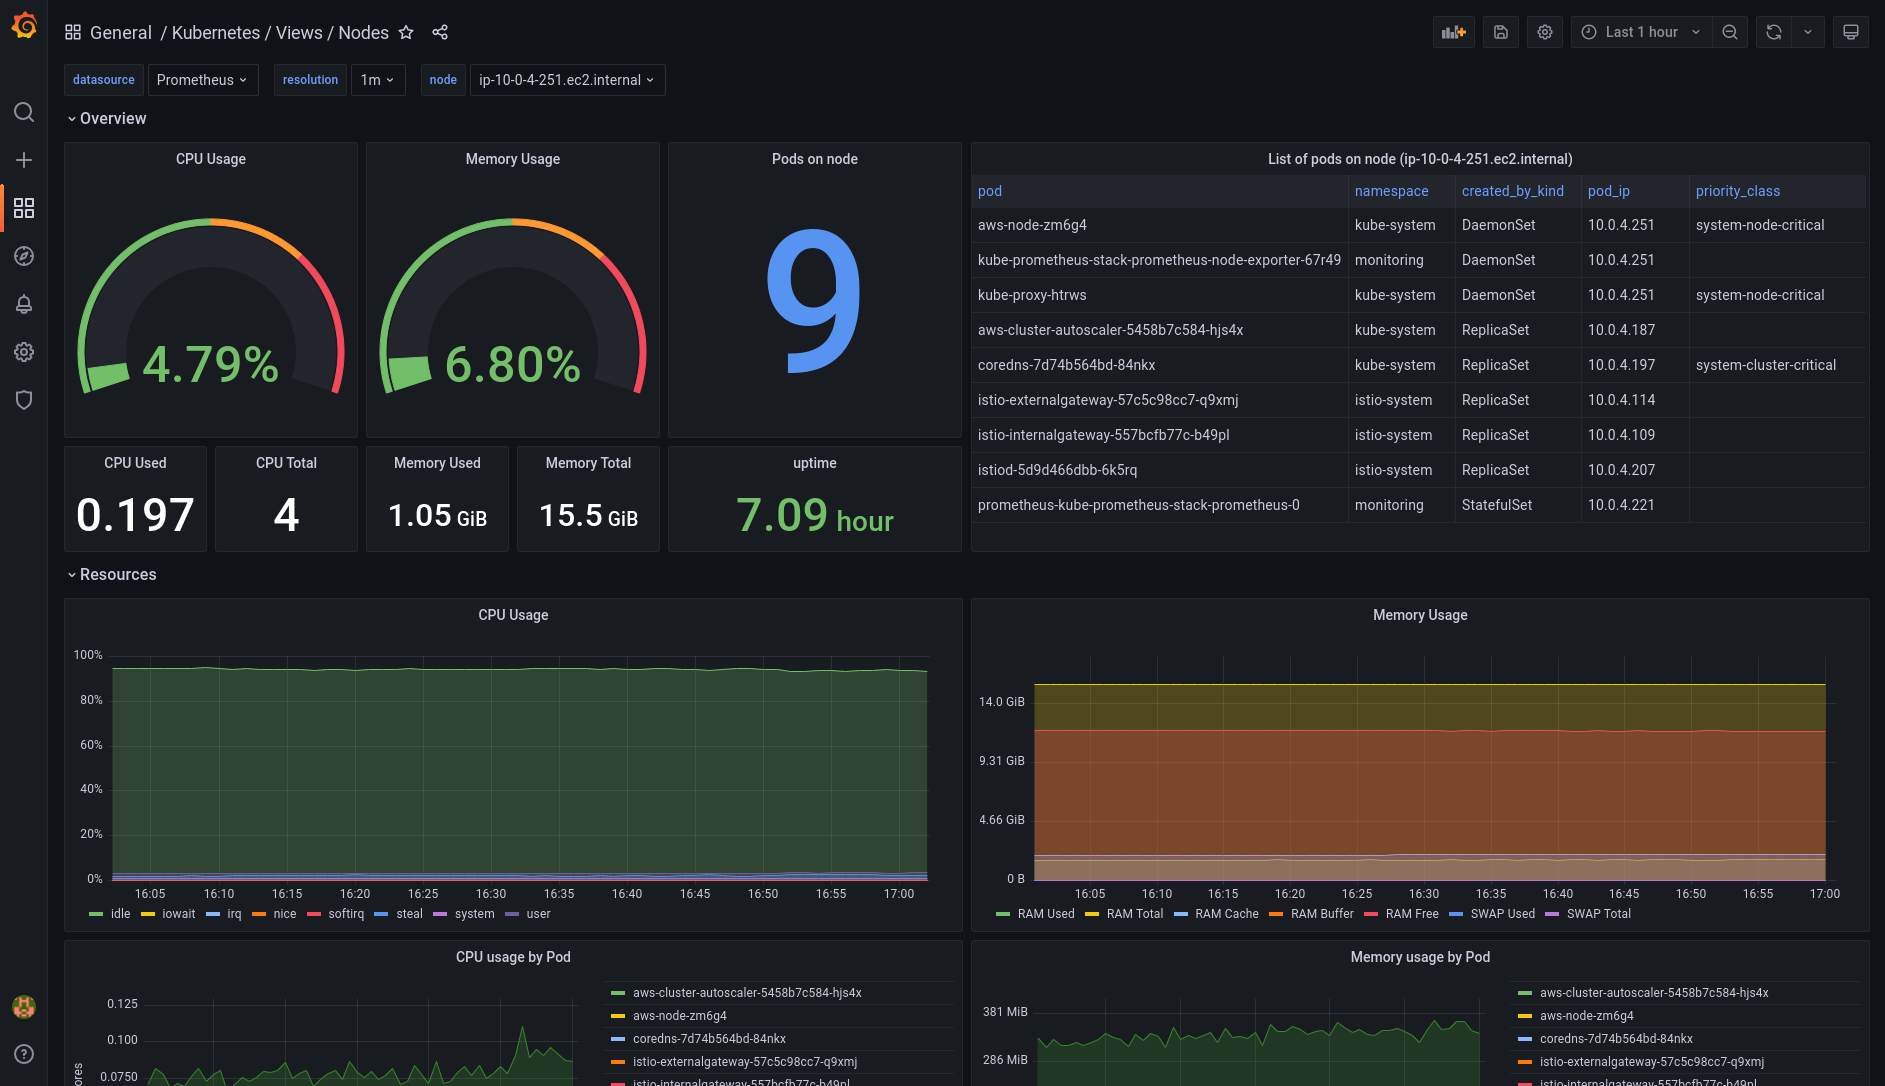 General / Kubernetes / Views / Nodes
Last 1 hour
datasource Prometheus resolution 1m node ip-10-0-4-251.ec2.internal
Overview
CPU Usage
4.79%
Memory Usage
6.80%
Pods on node
9
List of pods on node (ip-10-0-4-251.ec2.internal)
pod namespace created_by_kind pod_ip priority_class
aws-node-zm6g4 kube-system DaemonSet 10.0.4.251 system-node-critical
kube-prometheus-stack-prometheus-node-exporter-67r49 monitoring DaemonSet 10.0.4.251
kube-proxy-htrws kube-system DaemonSet 10.0.4.251 system-node-critical
aws-cluster-autoscaler-5458b7c584-hjs4x kube-system ReplicaSet 10.0.4.187
coredns-7d74b564bd-84nkx kube-system ReplicaSet 10.0.4.197 system-cluster-critical
istio-externalgateway-57c5c98cc7-q9xmj istio-system ReplicaSet 10.0.4.114
istio-internalgateway-557bcfb77c-b49pl istio-system ReplicaSet 10.0.4.109
istiod-5d9d466dbb-6k5rq istio-system ReplicaSet 10.0.4.207
prometheus-kube-prometheus-stack-prometheus-0 monitoring StatefulSet 10.0.4.221
CPU Used
0.197
CPU Total
4
Memory Used
1.05 GiB
Memory Total
15.5 GiB
uptime
7.09 hour
Resources
CPU Usage
100%
80%
60%
40%
20%
0%
16:05 16:10 16:15 16:20 16:25 16:30 16:35 16:40 16:45 16:50 16:55 17:00
idle iowait irq nice softirq steal system user
Memory Usage
14.0 GiB
9.31 GiB
4.66 GiB
0 B
16:05 16:10 16:15 16:20 16:25 16:30 16:35 16:40 16:45 16:50 16:55 17:00
RAM Used RAM Total RAM Cache RAM Buffer RAM Free SWAP Used SWAP Total
CPU usage by Pod
0.125
0.100
0.0750
ores
aws-cluster-autoscaler-5458b7c584-hjs4x
aws-node-zm6g4
coredns-7d74b564bd-84nkx
istio-externalgateway-57c5c98cc7-q9xmj
istio-internalgateway-557bcfb77c-b49pl
Memory usage by Pod
381 MiB
286 MiB
aws-cluster-autoscaler-5458b7c584-hjs4x
aws-node-zm6g4
coredns-7d74b564bd-84nkx
istio-externalgateway-57c5c98cc7-q9xmj
istio-internalgateway-557bcfb77c-b49pl